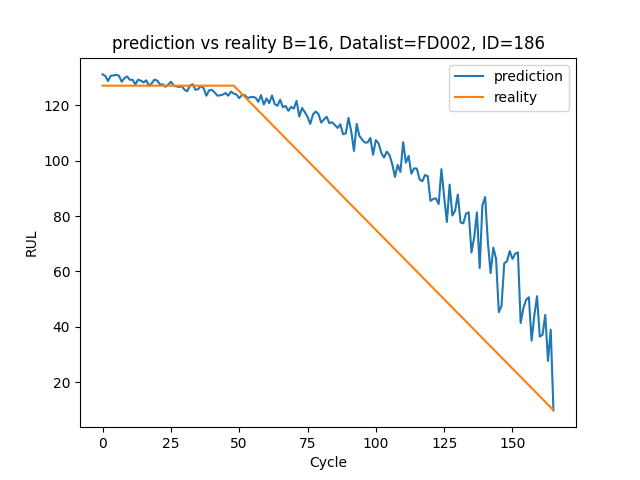 prediction vs reality B=16, Datalist=FD002, ID=186
prediction
reality
RUL
120
100
80
60
40
20
0 25 50 75 100 125 150
Cycle